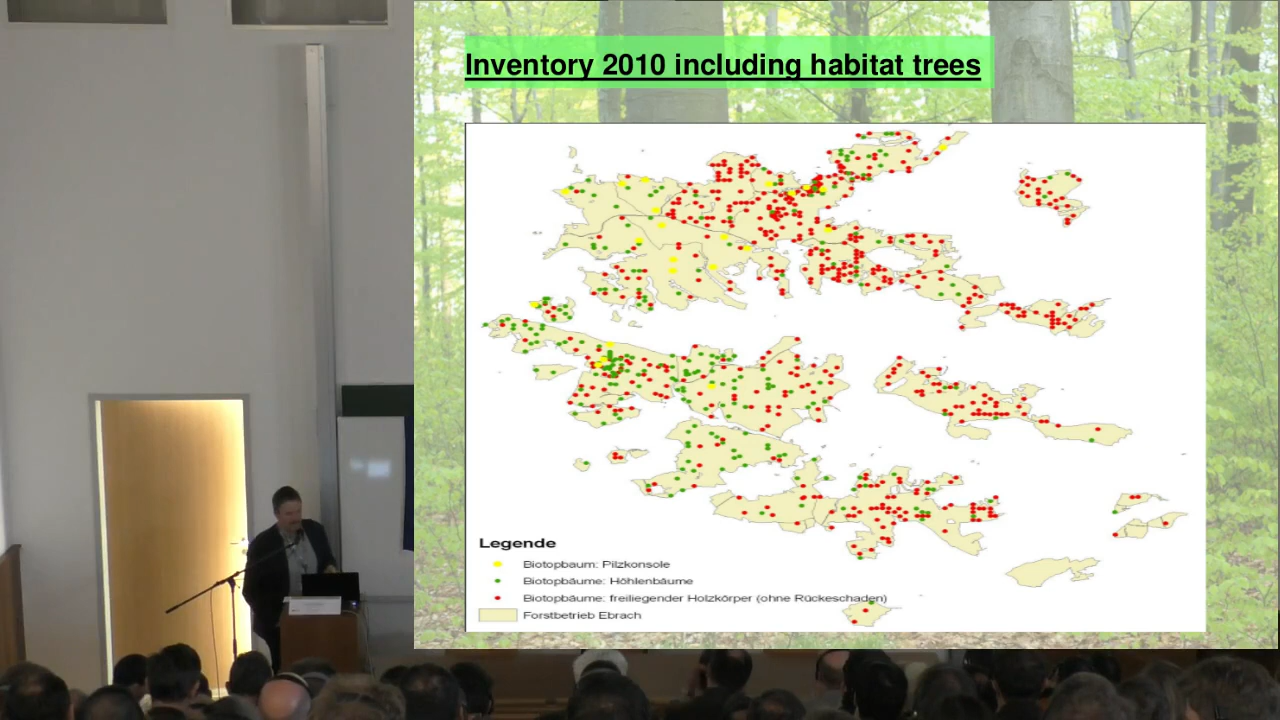 Inventory 2010 including habitat trees
Legende
Biotopbaum: Pilzkonsole
Biotopbäume: Höhlenbäume
Biotopbäume: freiliegender Holzkörper (ohne Rückeschaden)
Forstbetrieb Ebrach